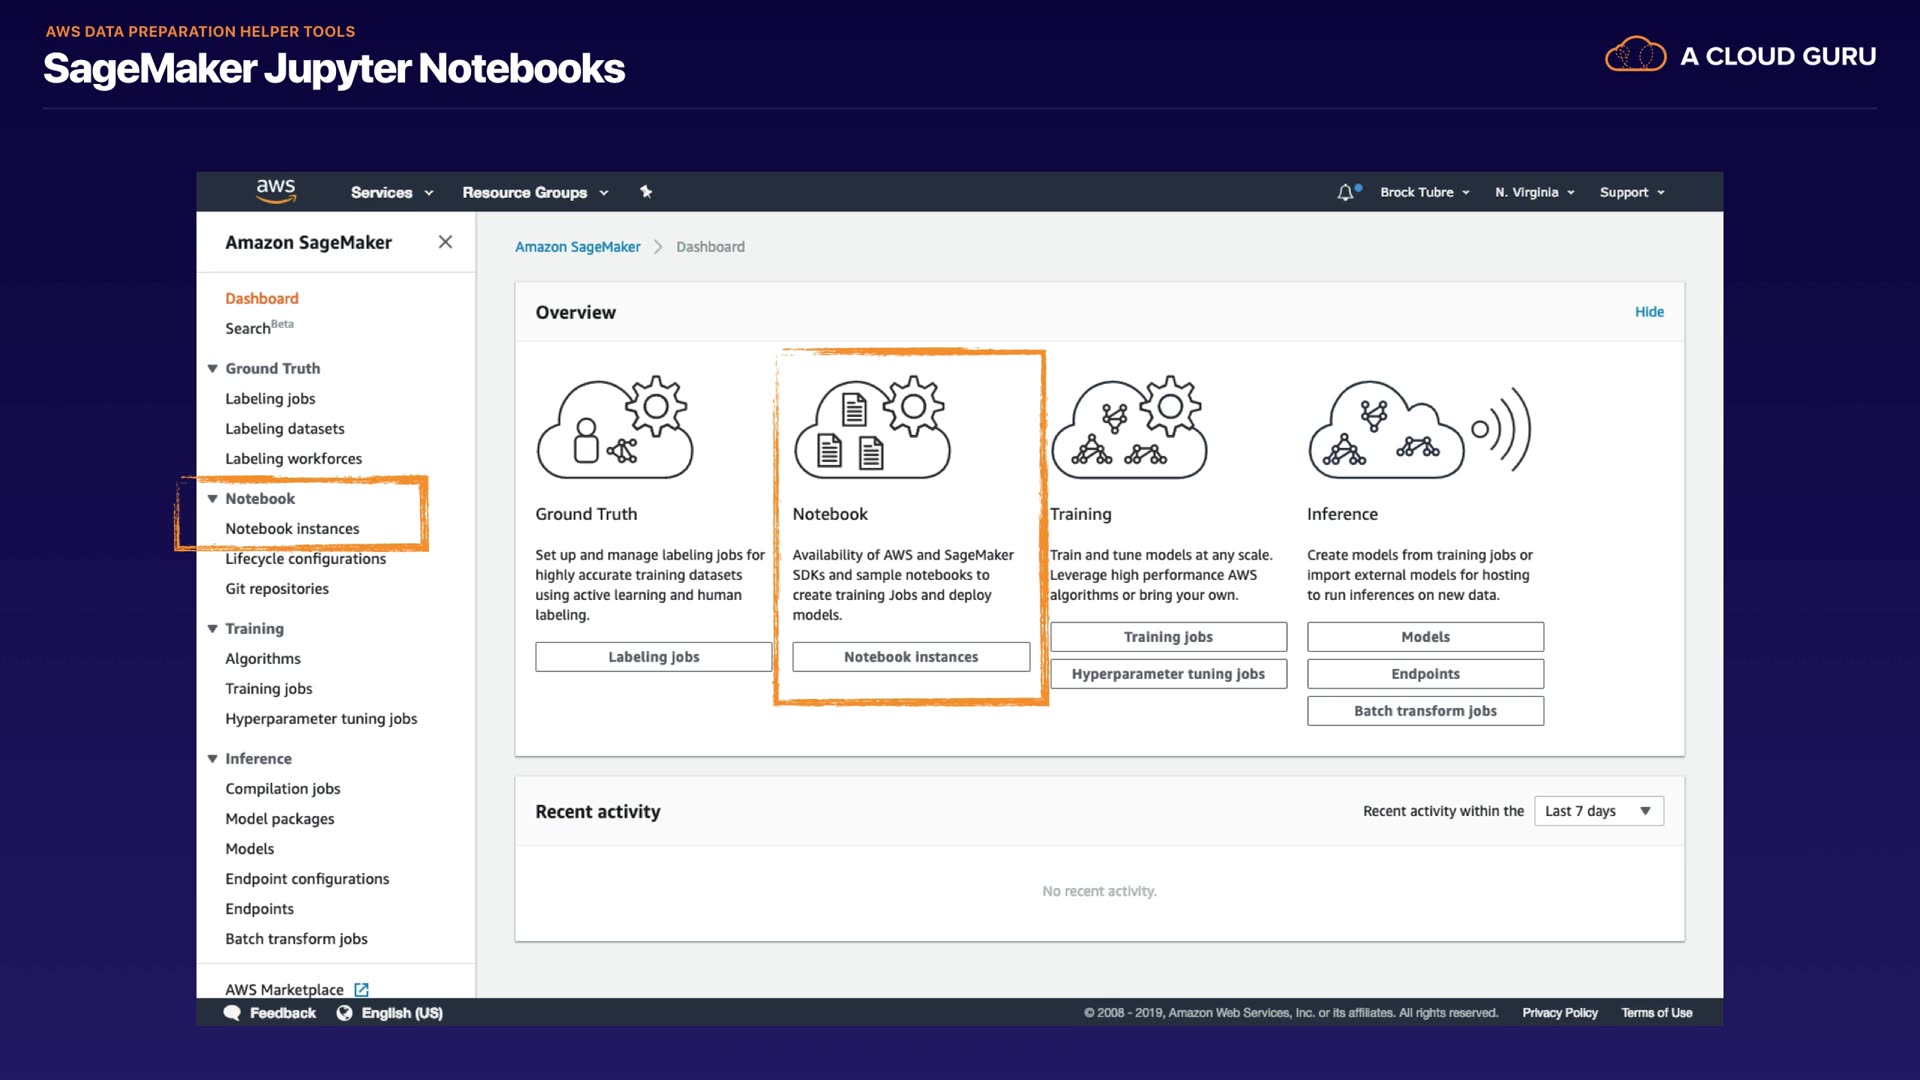 AWS DATA PREPARATION HELPER TOOLS
SageMaker Jupyter Notebooks
A CLOUD GURU
aws
Services
Resource Groups
Brock Tubre
N. Virginia
Support
Amazon SageMaker
Dashboard
Search Beta
Ground Truth
Labeling jobs
Labeling datasets
Labeling workforces
Notebook
Notebook instances
Lifecycle configurations
Git repositories
Training
Algorithms
Training jobs
Hyperparameter tuning jobs
Inference
Compilation jobs
Model packages
Models
Endpoint configurations
Endpoints
Batch transform jobs
AWS Marketplace
Amazon SageMaker
Dashboard
Overview
Hide
Ground Truth
Set up and manage labeling jobs for
highly accurate training datasets
using active learning and human
labeling.
Labeling jobs
Notebook
Availability of AWS and SageMaker
SDKs and sample notebooks to
create training Jobs and deploy
models.
Notebook instances
Training
Train and tune models at any scale.
Leverage high performance AWS
algorithms or bring your own.
Training jobs
Hyperparameter tuning jobs
Inference
Create models from training jobs or
import external models for hosting
to run inferences on new data.
Models
Endpoints
Batch transform jobs
Recent activity
Recent activity within the
Last 7 days
No recent activity.
Feedback
English (US)
© 2008 - 2019, Amazon Web Services, Inc. or its affiliates. All rights reserved.
Privacy Policy
Terms of Use